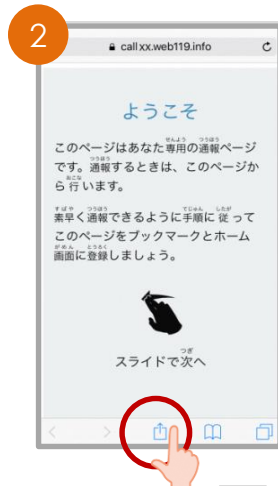 2
callxx.web119.info
ようこそ
このページはあなた専用の通報ページ
です。通報するときは、このページか
ら行います。
素早く通報できるように手順に従って
このページをブックマークとホーム
画面に登録しましょう。
スライドで次へ